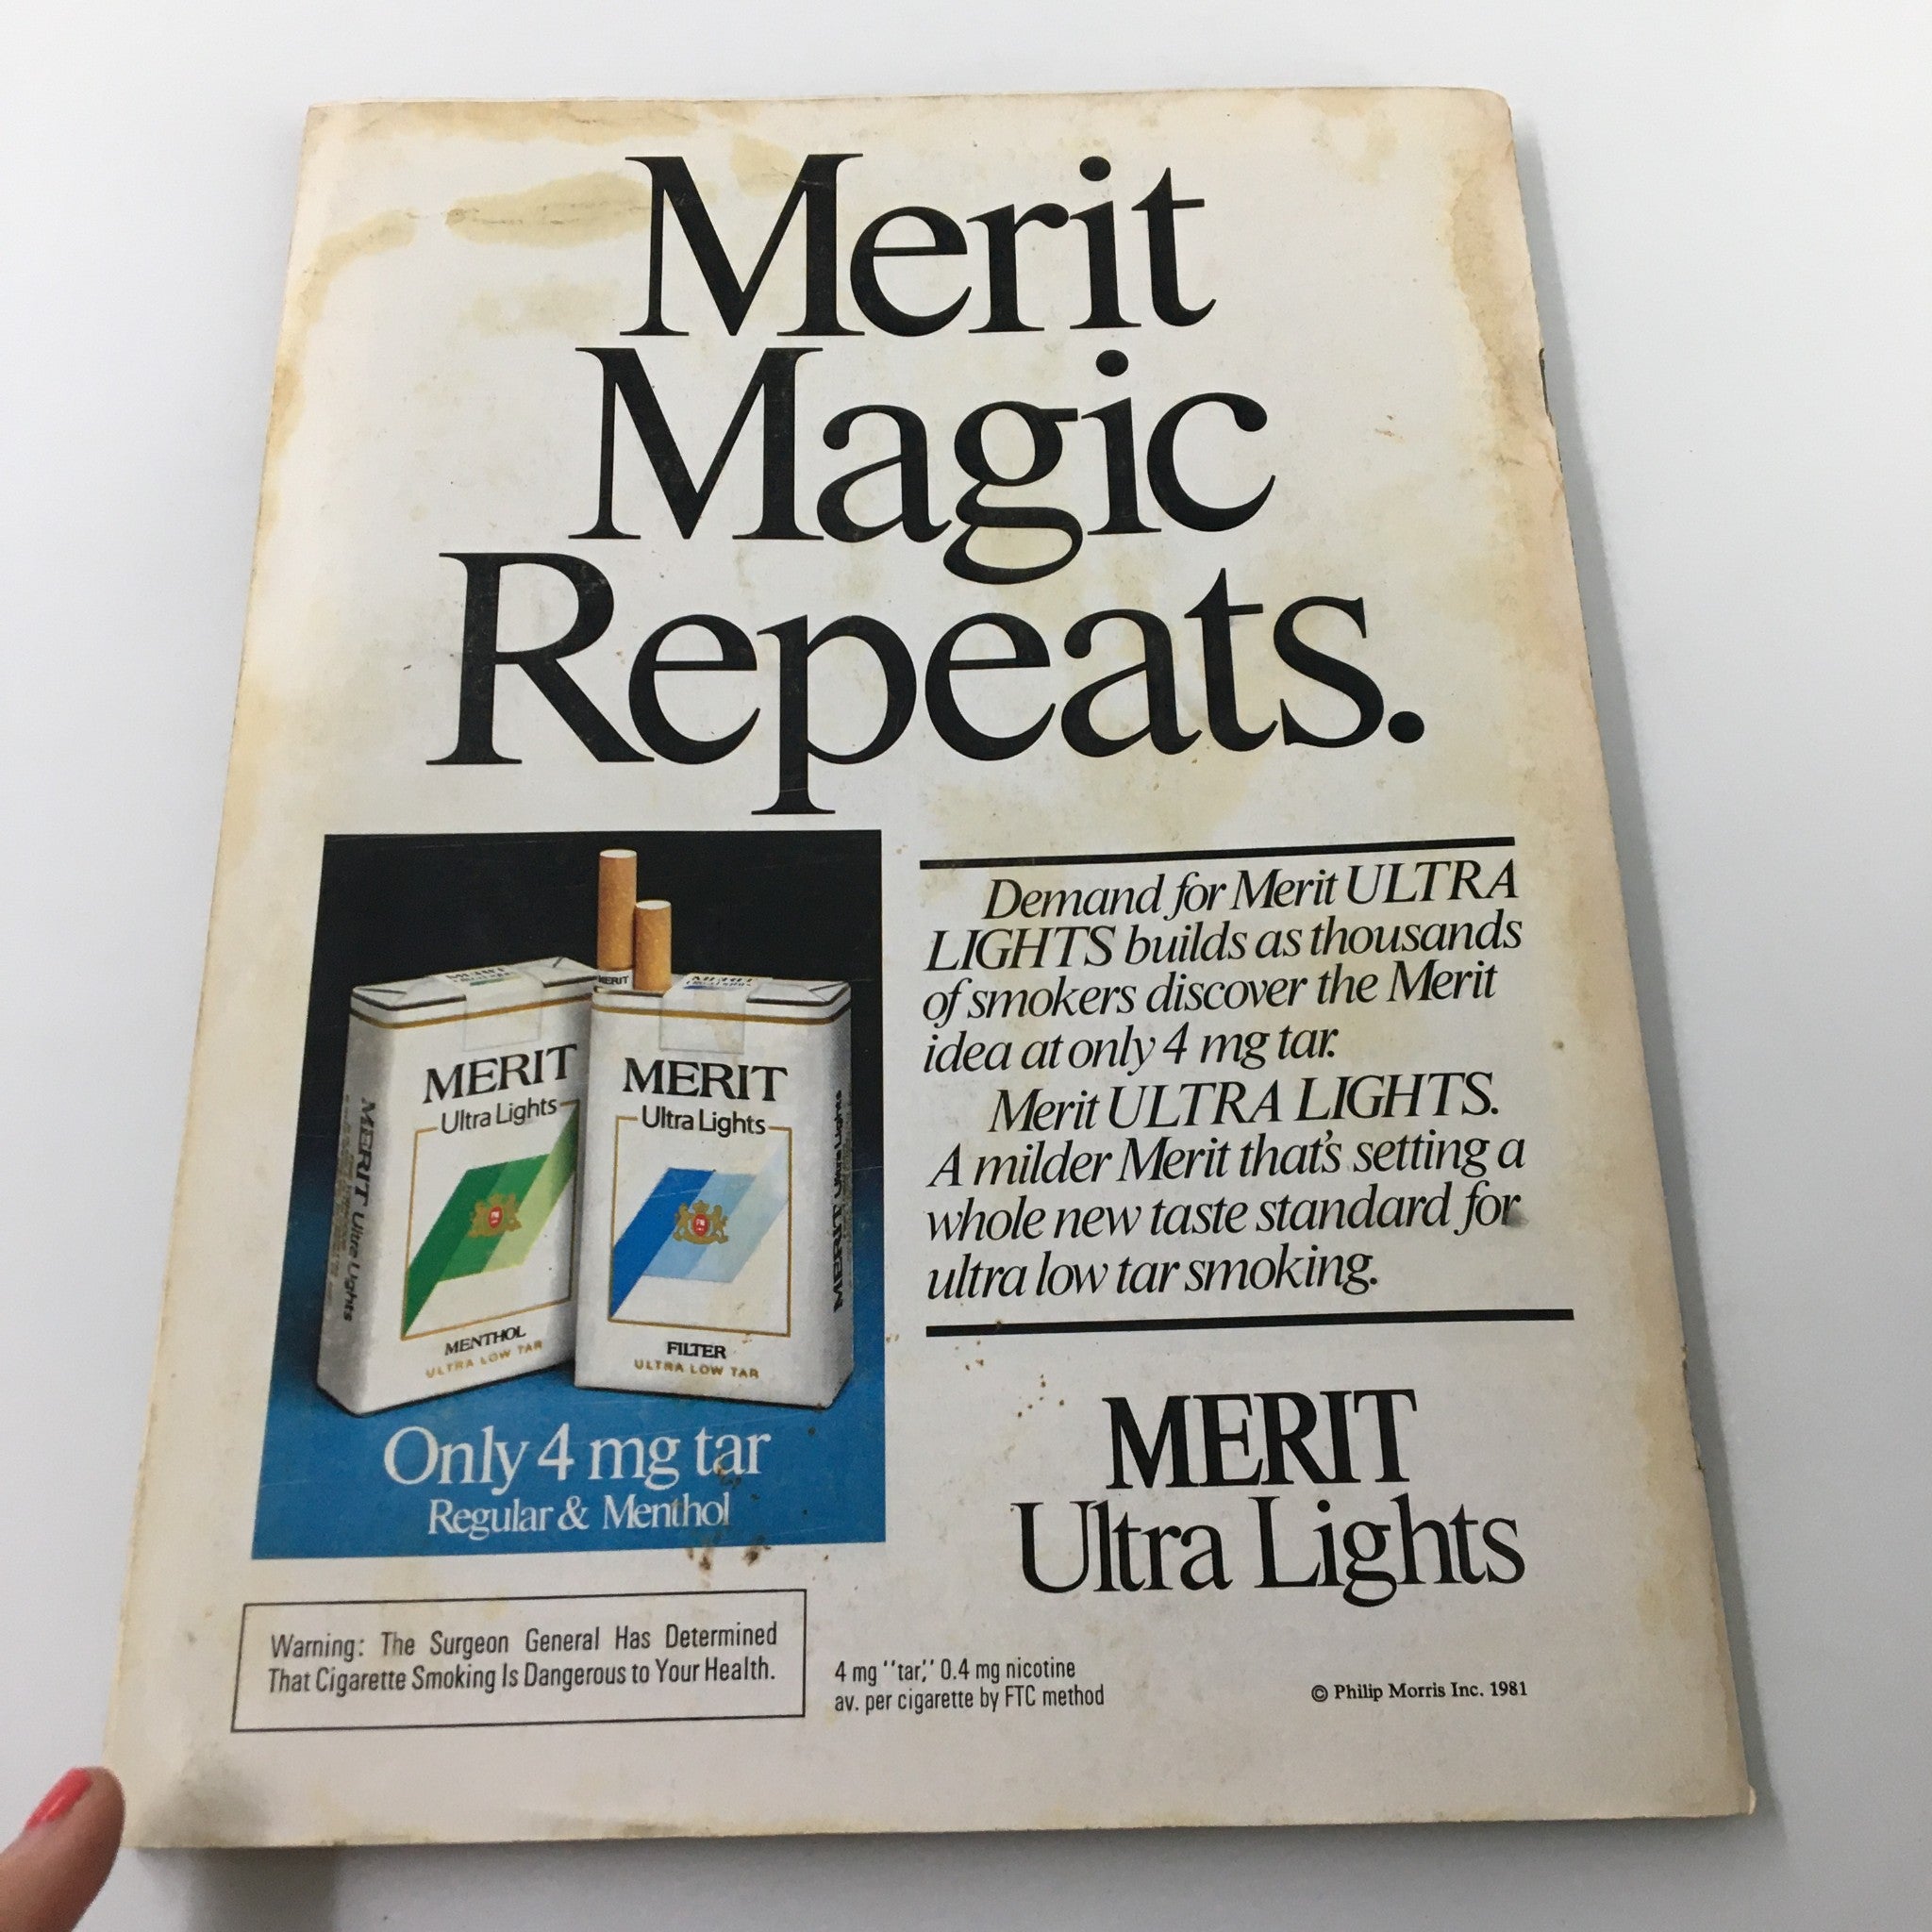 Merit
Magic
Repeats.
MERIT
MERIT
Ultra Lights
MENTHOL
ULTRA LOW TAR
MERIT Ultra Lights
MERIT
MERIT
Ultra Lights
FILTER
ULTRA LOW TAR
MERIT Ultra Lights
Only 4 mg tar
Regular & Menthol
Demand for Merit ULTRA
LIGHTS builds as thousands
of smokers discover the Merit
idea at only 4 mg tar.
Merit ULTRA LIGHTS.
A milder Merit that's setting a
whole new taste standard for
ultra low tar smoking.
MERIT
Ultra Lights
Warning: The Surgeon General Has Determined
That Cigarette Smoking Is Dangerous to Your Health.
4 mg "tar," 0.4 mg nicotine
av. per cigarette by FTC method
© Philip Morris Inc. 1981